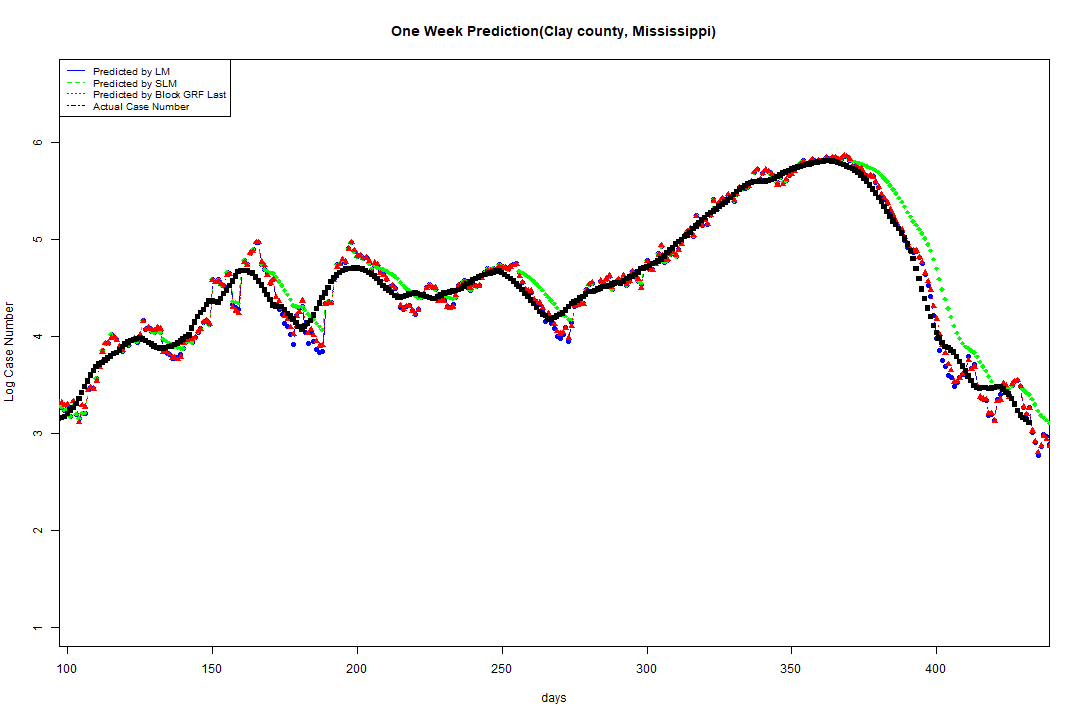 One Week Prediction(Clay county, Mississippi)
Predicted by LM
Predicted by SLM
Predicted by Block GRF Last
Actual Case Number
Log Case Number
6
5
4
3
2
1
100 150 200 250 300 350 400
days